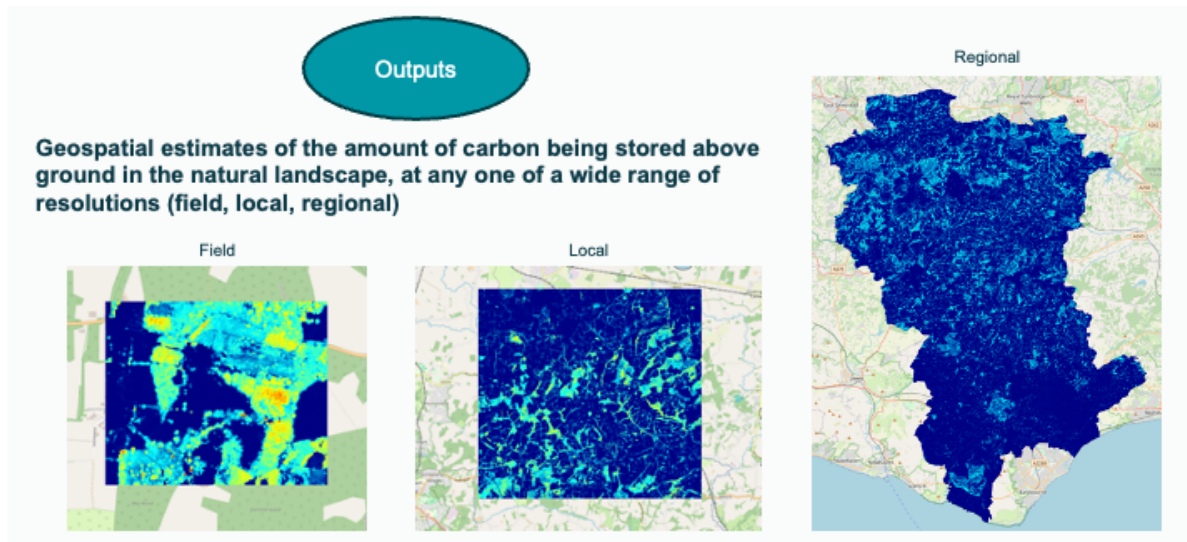 Outputs
Regional
Geospatial estimates of the amount of carbon being stored above
ground in the natural landscape, at any one of a wide range of
resolutions (field, local, regional)
Field
Local